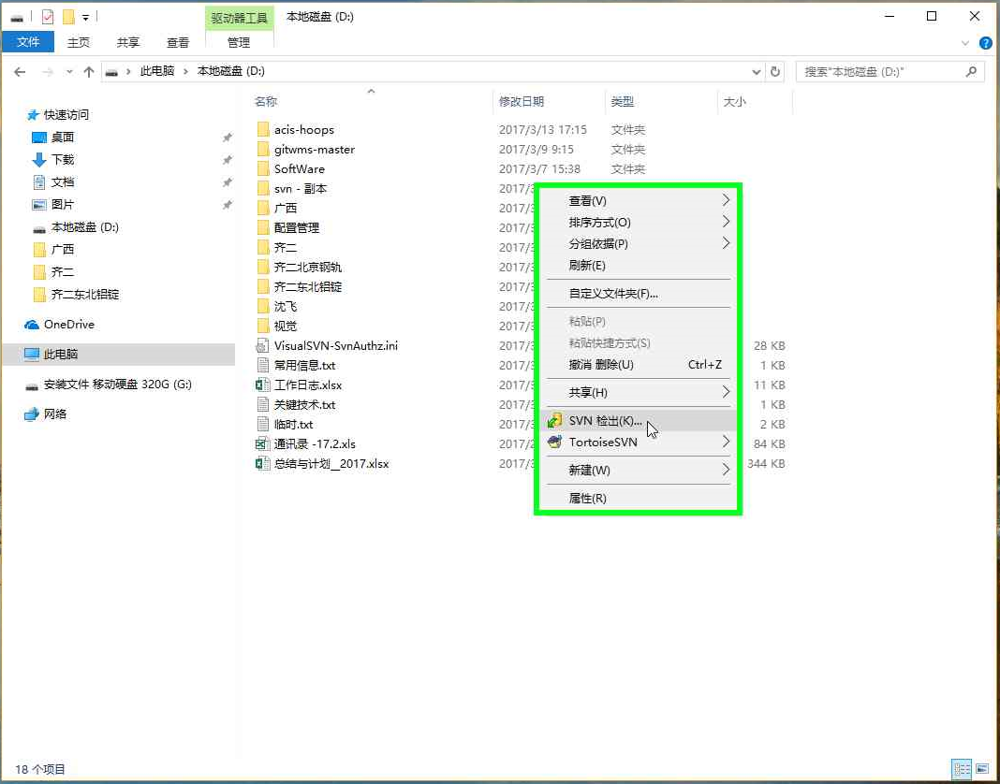 驱动器工具 本地磁盘 (D:)
文件 主页 共享 查看 管理
此电脑 本地磁盘 (D:)
搜索"本地磁盘 (D:)"
快速访问
桌面
下载
文档
图片
本地磁盘 (D:)
广西
齐二
齐二东北铝锭
OneDrive
此电脑
安装文件 移动硬盘 320G (G:)
网络
名称 修改日期 类型 大小
acis-hoops 2017/3/13 17:15 文件夹
gitwms-master 2017/3/9 9:15 文件夹
SoftWare 2017/3/7 15:38 文件夹
svn - 副本 2017/3
广西 2017/3
配置管理 2017/3
齐二 2017/3
齐二北京钢轨 2017/3
齐二东北铝锭 2017/3
沈飞 2017/3
视觉 2017/3
VisualSVN-SvnAuthz.ini 2017/3 28 KB
常用信息.txt 2017/3 1 KB
工作日志.xlsx 2017/3 11 KB
关键技术.txt 2017/3 1 KB
临时.txt 2017/3 2 KB
通讯录 -17.2.xls 2017/2 84 KB
总结与计划__2017.xlsx 2017/3 344 KB
查看(V)
排序方式(O)
分组依据(P)
刷新(E)
自定义文件夹(F)...
粘贴(P)
粘贴快捷方式(S)
撤消 删除(U) Ctrl+Z
共享(H)
SVN 检出(K)...
TortoiseSVN
新建(W)
属性(R)
18 个项目